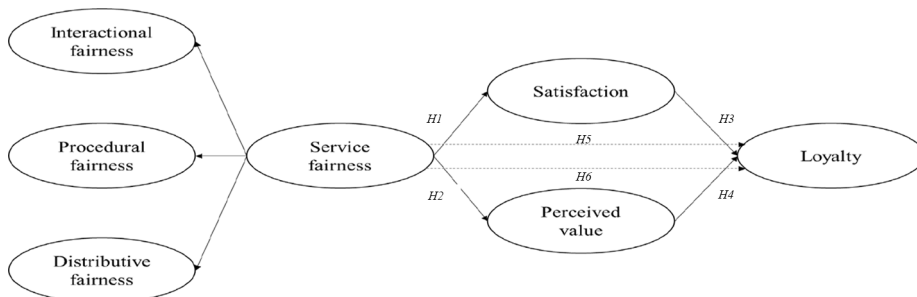 Interactional
fairness
Procedural
fairness
Distributive
fairness
Service
fairness
H1
H2
Satisfaction
H5
H6
Perceived
value
H3
H4
Loyalty